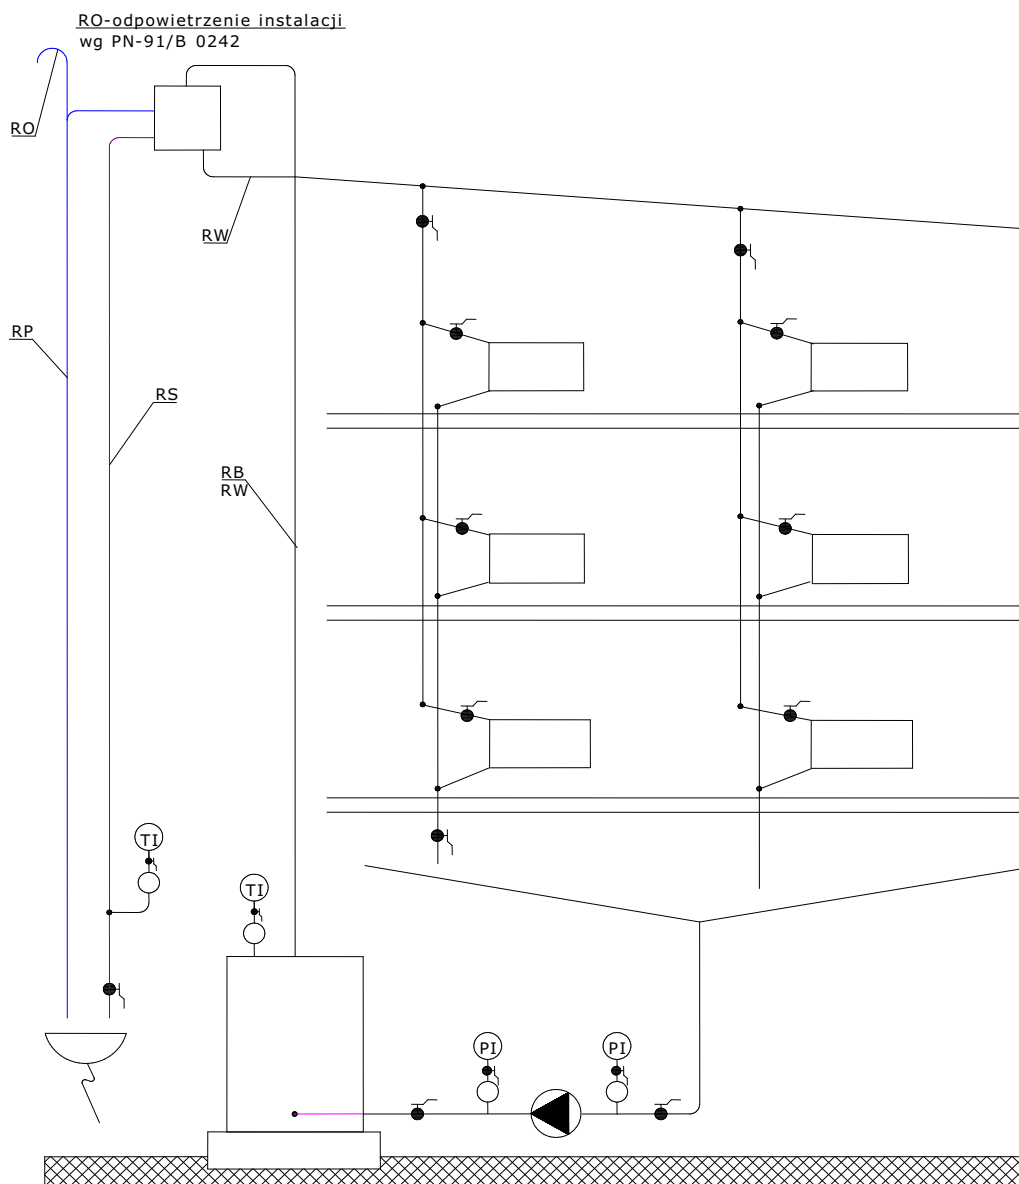 RO-odpowietrzenie instalacji
wg PN-91/B 0242
RO
RW
RP
RS
RB
RW
TI
TI
PI
PI